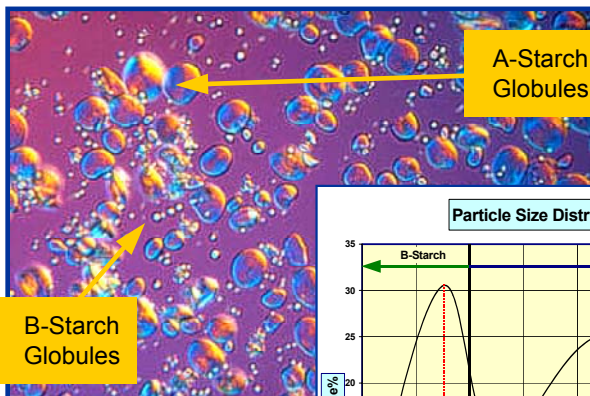 A-Starch
Globules
B-Starch
Globules
Particle Size Distr
B-Starch
35
30
25
20
e%